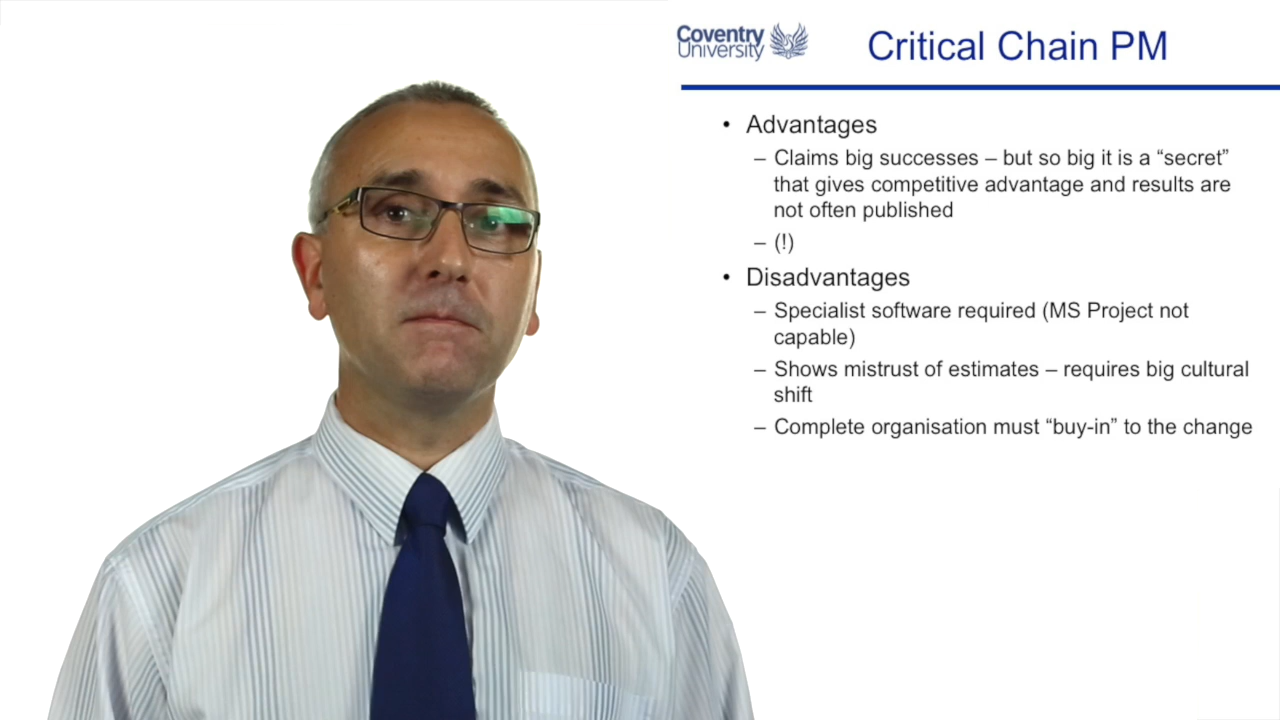 Coventry
University
Critical Chain PM
• Advantages
– Claims big successes – but so big it is a “secret”
that gives competitive advantage and results are
not often published
– (!)
• Disadvantages
– Specialist software required (MS Project not
capable)
– Shows mistrust of estimates – requires big cultural
shift
– Complete organisation must “buy-in” to the change